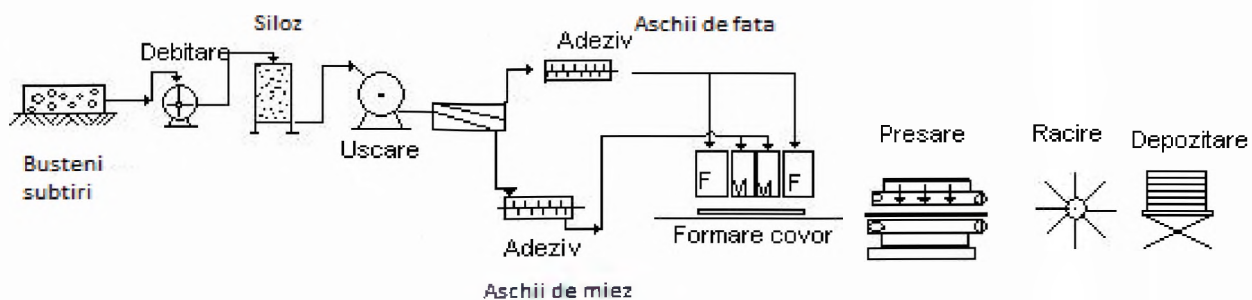 Siloz
Aschii de fata
Debitare
Adeziv
Busteni
subtiri
Uscare
Presare
Racire
Depozitare
F M M F
Adeziv
Formare covor
Aschii de miez